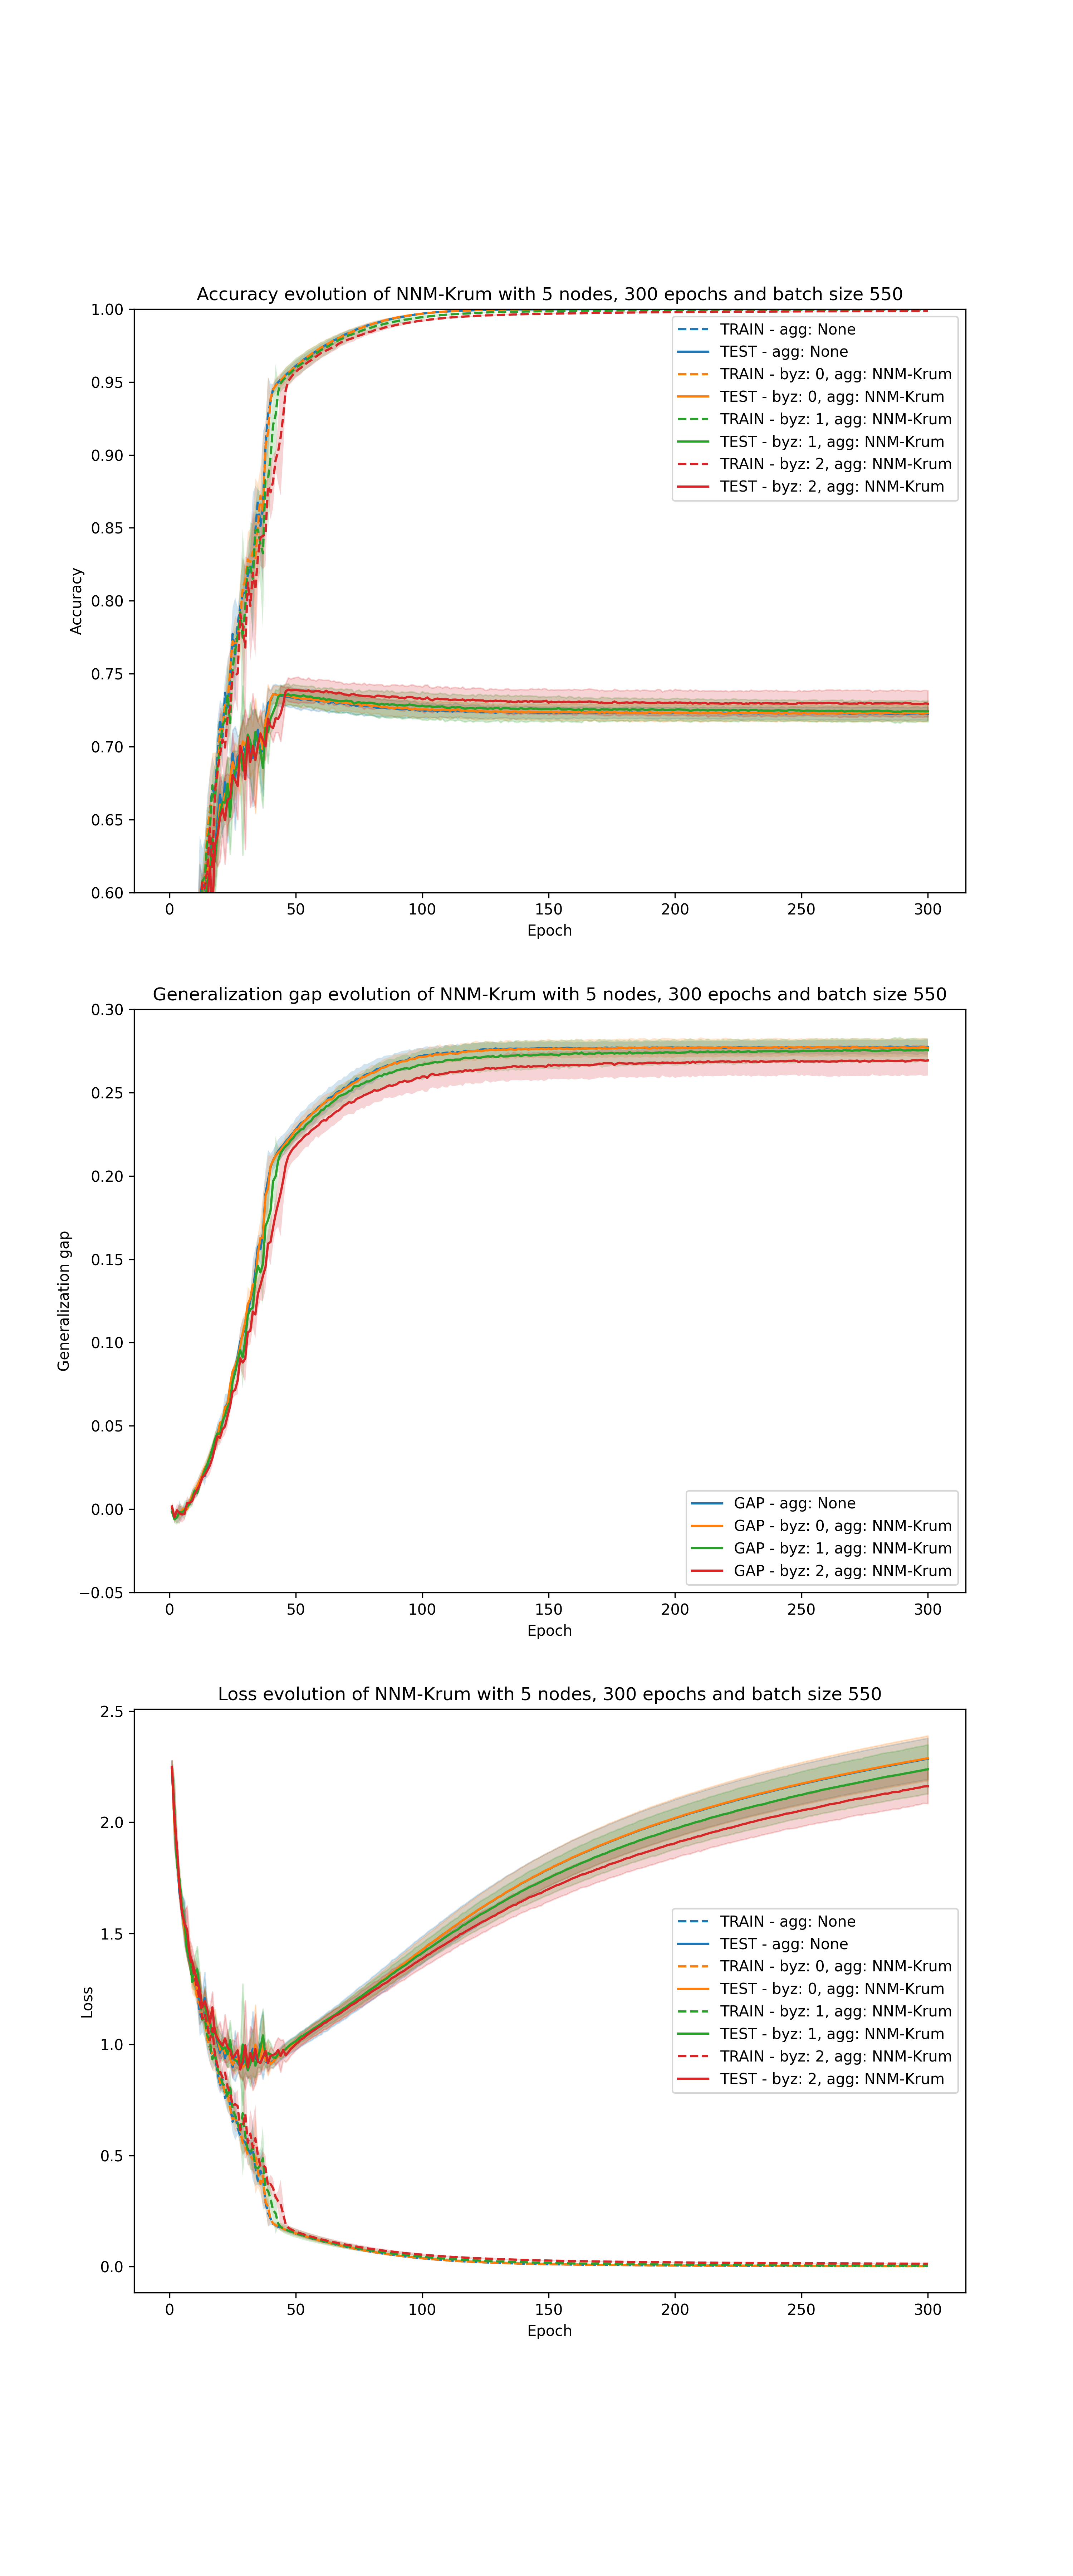 Accuracy evolution of NNM-Krum with 5 nodes, 300 epochs and batch size 550
1.00
0.95
0.90
0.85
0.80
0.75
0.70
0.65
0.60
Accuracy
TRAIN - agg: None
TEST - agg: None
TRAIN - byz: 0, agg: NNM-Krum
TEST - byz: 0, agg: NNM-Krum
TRAIN - byz: 1, agg: NNM-Krum
TEST - byz: 1, agg: NNM-Krum
TRAIN - byz: 2, agg: NNM-Krum
TEST - byz: 2, agg: NNM-Krum
0 50 100 150 200 250 300
Epoch
Generalization gap evolution of NNM-Krum with 5 nodes, 300 epochs and batch size 550
0.30
0.25
0.20
0.15
0.10
0.05
0.00
−0.05
Generalization gap
GAP - agg: None
GAP - byz: 0, agg: NNM-Krum
GAP - byz: 1, agg: NNM-Krum
GAP - byz: 2, agg: NNM-Krum
0 50 100 150 200 250 300
Epoch
Loss evolution of NNM-Krum with 5 nodes, 300 epochs and batch size 550
2.5
2.0
1.5
1.0
0.5
0.0
Loss
TRAIN - agg: None
TEST - agg: None
TRAIN - byz: 0, agg: NNM-Krum
TEST - byz: 0, agg: NNM-Krum
TRAIN - byz: 1, agg: NNM-Krum
TEST - byz: 1, agg: NNM-Krum
TRAIN - byz: 2, agg: NNM-Krum
TEST - byz: 2, agg: NNM-Krum
0 50 100 150 200 250 300
Epoch